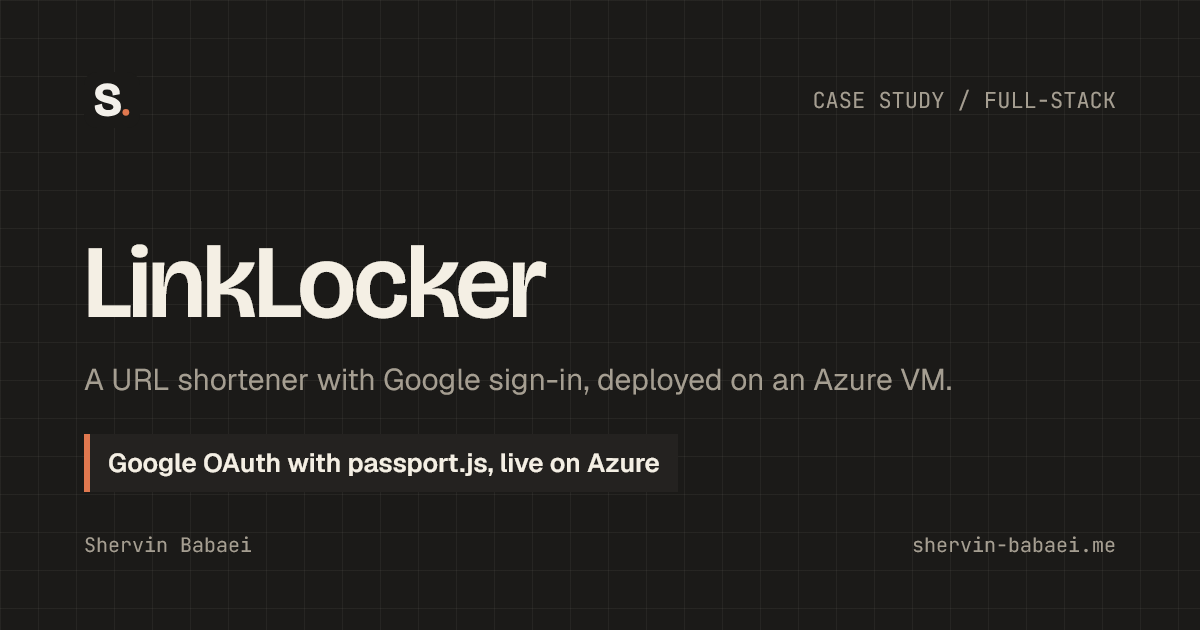 S.
CASE STUDY / FULL-STACK
LinkLocker
A URL shortener with Google sign-in, deployed on an Azure VM.
Google OAuth with passport.js, live on Azure
Shervin Babaei
shervin-babaei.me